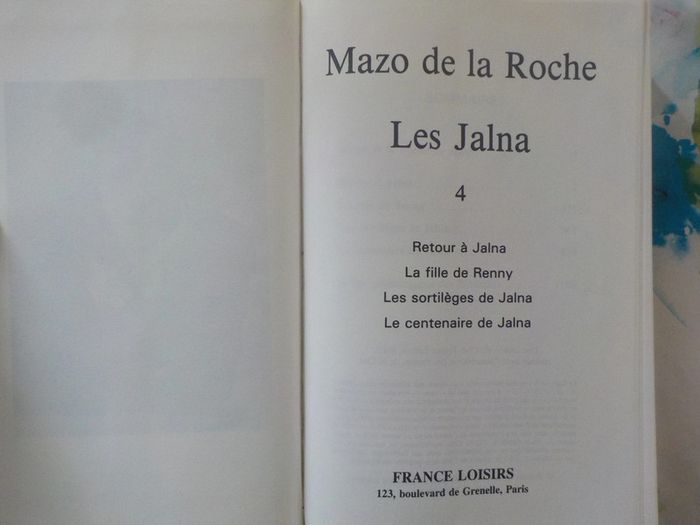 Mazo de la Roche
Les Jalna
4
Retour à Jalna
La fille de Renny
Les sortilèges de Jalna
Le centenaire de Jalna
FRANCE LOISIRS
123, boulevard de Grenelle, Paris